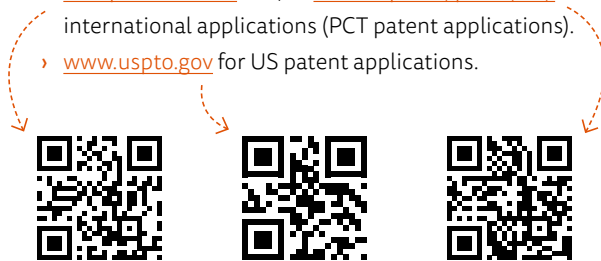 international applications (PCT patent applications).
› www.uspto.gov for US patent applications.